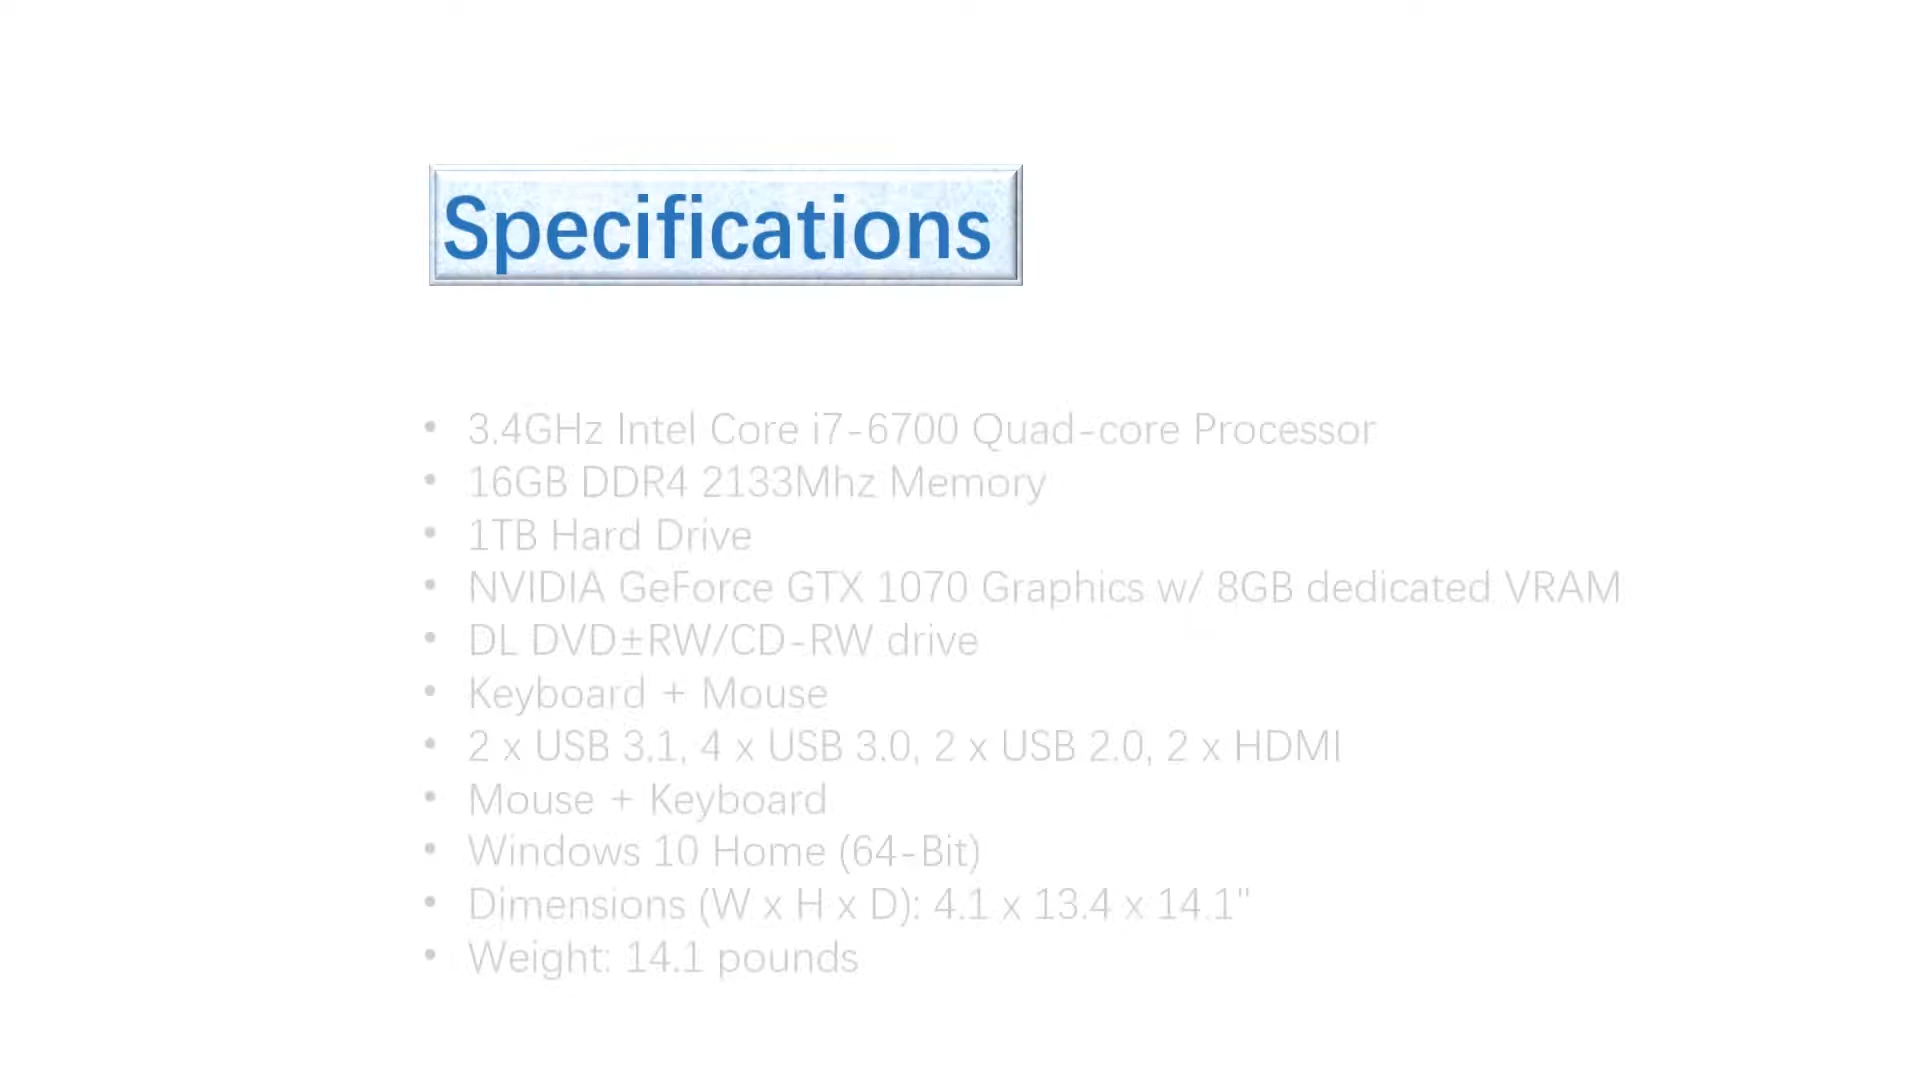 Specifications
• 3.4GHz Intel Core i7-6700 Quad-core Processor
• 16GB DDR4 2133Mhz Memory
• 1TB Hard Drive
• NVIDIA GeForce GTX 1070 Graphics w/ 8GB dedicated VRAM
• DL DVD±RW/CD-RW drive
• Keyboard + Mouse
• 2 x USB 3.1, 4 x USB 3.0, 2 x USB 2.0, 2 x HDMI
• Mouse + Keyboard
• Windows 10 Home (64-Bit)
• Dimensions (W x H x D): 4.1 x 13.4 x 14.1"
• Weight: 14.1 pounds